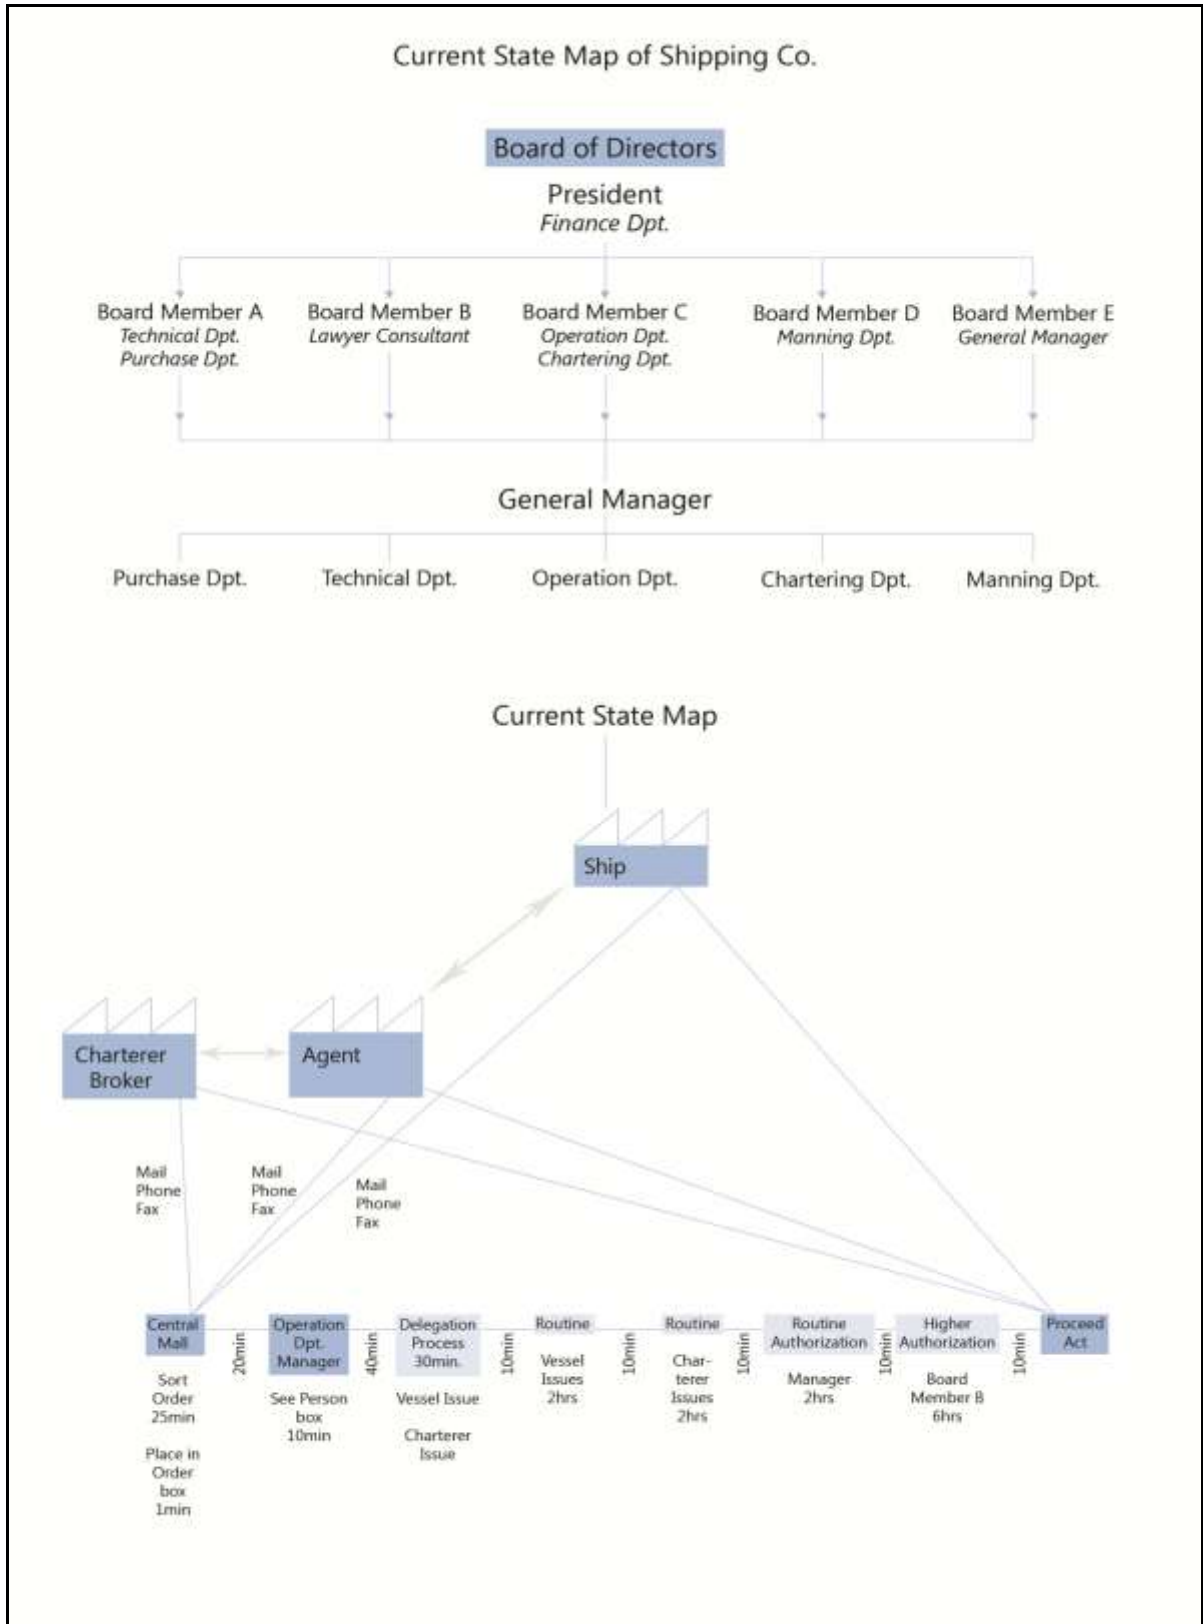 Current State Map of Shipping Co.
Board of Directors
President
Finance Dpt.
Board Member A
Technical Dpt.
Purchase Dpt.
Board Member B
Lawyer Consultant
Board Member C
Operation Dpt.
Chartering Dpt.
Board Member D
Manning Dpt.
Board Member E
General Manager
General Manager
Purchase Dpt.
Technical Dpt.
Operation Dpt.
Chartering Dpt.
Manning Dpt.
Current State Map
Ship
Charterer
Broker
Agent
Mail
Phone
Fax
Mail
Phone
Fax
Mail
Phone
Fax
Central
Mall
Sort
Order
25min
Place in
Order
box
1min
20min
Operation
Dpt.
Manager
See Person
box
10min
40min
Delegation
Process
30min.
Vessel Issue
Charterer
Issue
10min
Routine
Vessel
Issues
2hrs
10min
Routine
Char-
terer
Issues
2hrs
10min
Routine
Authorization
Manager
2hrs
10min
Higher
Authorization
Board
Member B
6hrs
10min
Proceed
Act